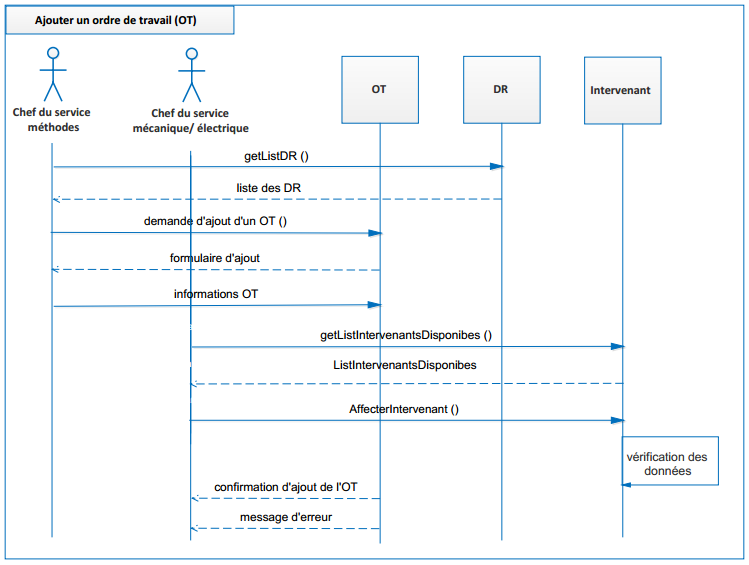 Ajouter un ordre de travail (OT)
Chef du service
méthodes
Chef du service
mécanique/ électrique
OT
DR
Intervenant
getListDR ()
liste des DR
demande d'ajout d'un OT ()
formulaire d'ajout
informations OT
getListIntervenantsDisponibes ()
ListIntervenantsDisponibes
AffecterIntervenant ()
vérification des
données
confirmation d'ajout de l'OT
message d'erreur